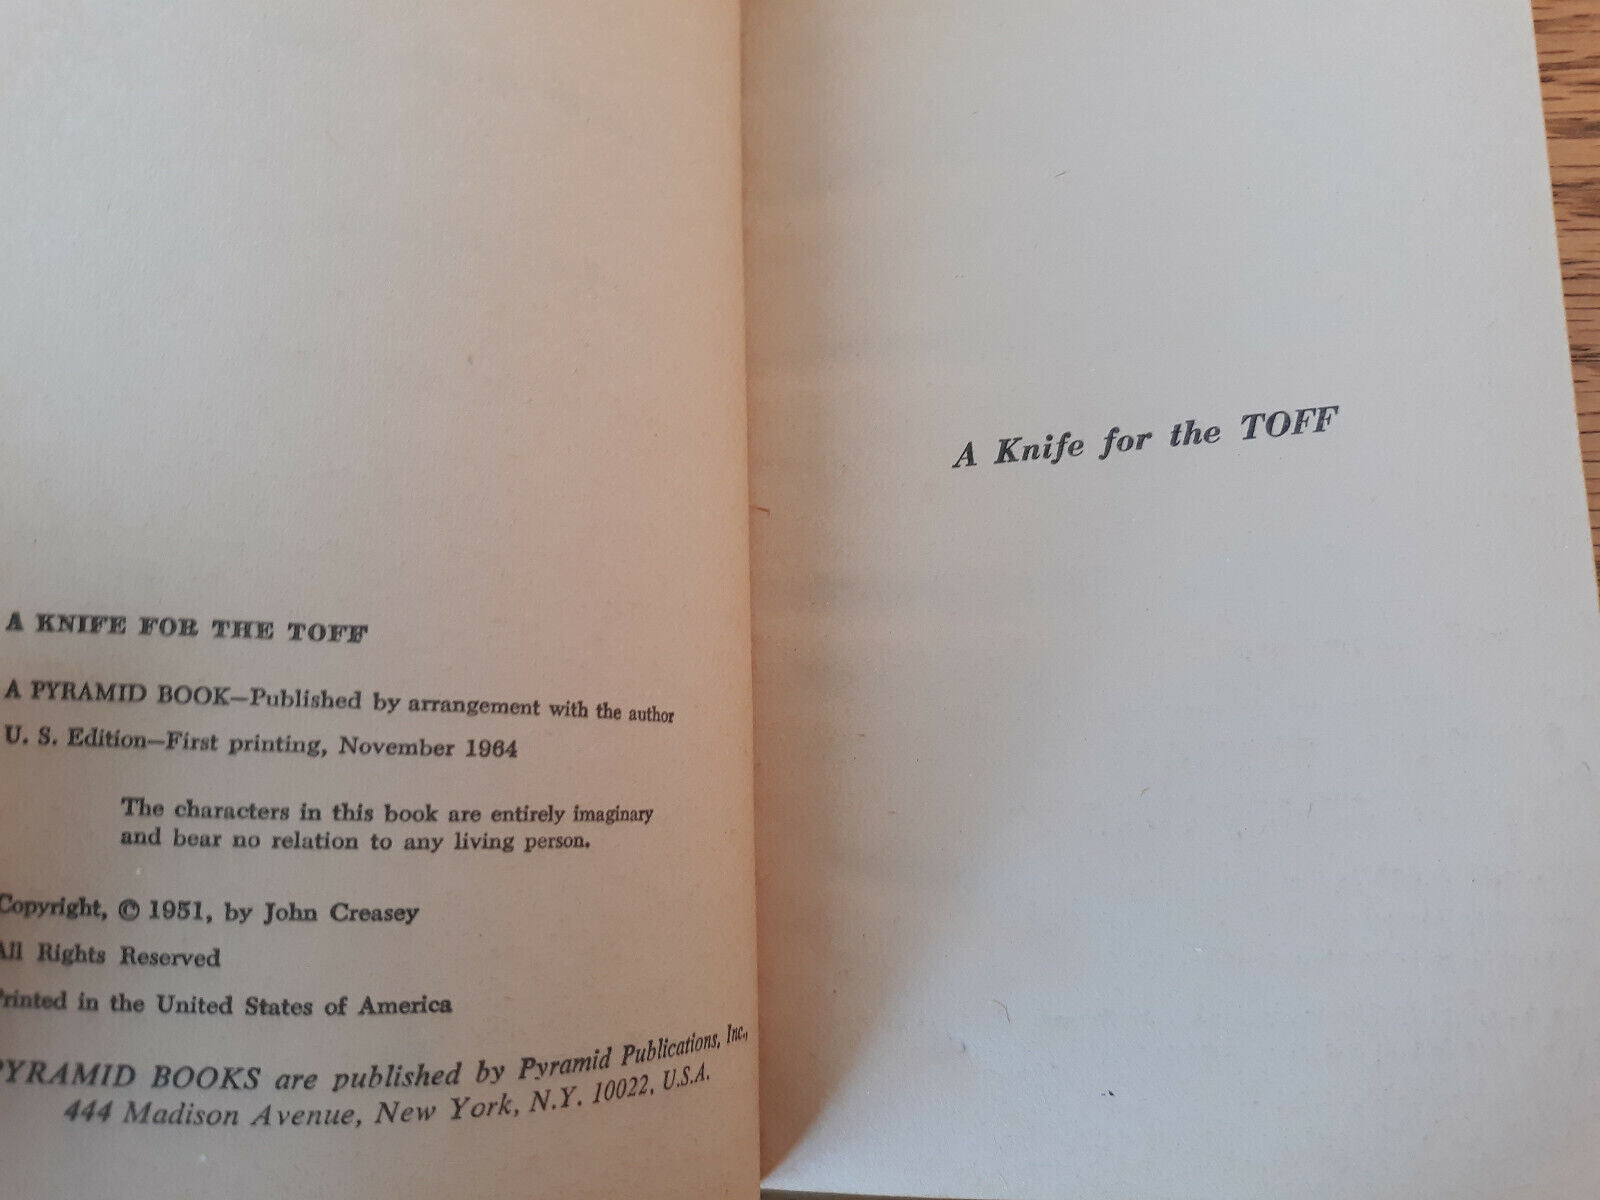 A KNIFE FOR THE TOFF
A PYRAMID BOOK—Published by arrangement with the author
U. S. Edition—First printing, November 1964
The characters in this book are entirely imaginary
and bear no relation to any living person.
Copyright, © 1951, by John Creasey
All Rights Reserved
Printed in the United States of America
PYRAMID BOOKS are published by Pyramid Publications, Inc.,
444 Madison Avenue, New York, N.Y. 10022, U.S.A.
A Knife for the TOFF